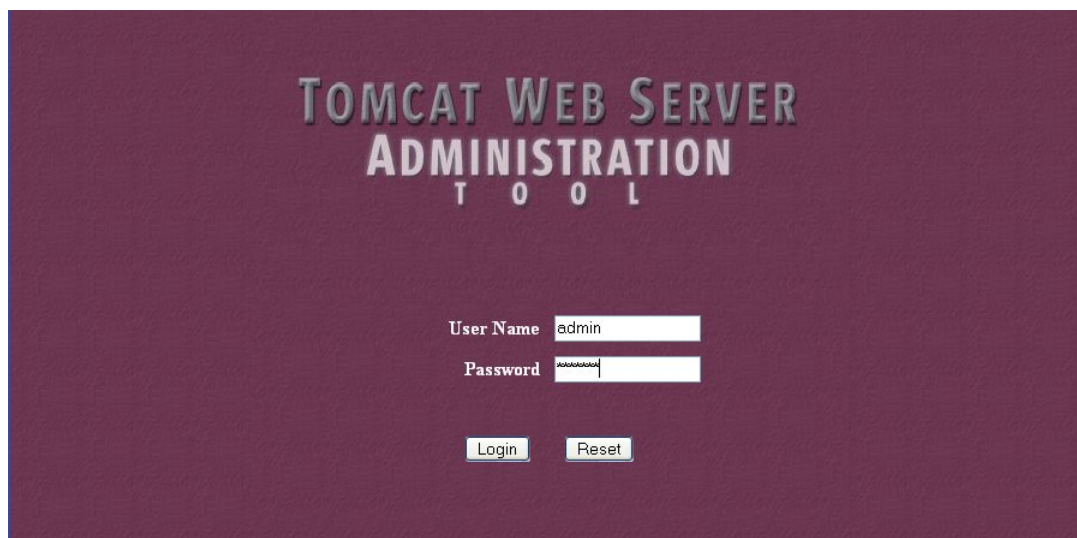 TOMCAT WEB SERVER
ADMINISTRATION
TOOL
User Name admin
Password *******
Login Reset